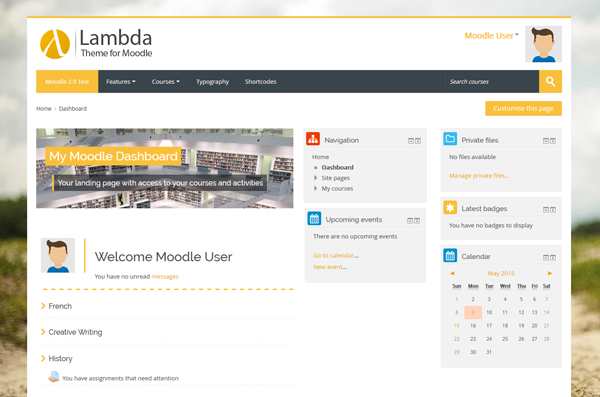 Lambda
Theme for Moodle
Moodle User
Moodle 2.9 Test Features Courses Typography Shortcodes Search courses
Home Dashboard
Customise this page
My Moodle Dashboard
Your landing page with access to your courses and activities
Welcome Moodle User
You have no unread messages
French
Creative Writing
History
You have assignments that need attention
Navigation
Home
Dashboard
Site pages
My courses
Upcoming events
There are no upcoming events
Go to calendar...
New event...
Private files
No files available
Manage private files...
Latest badges
You have no badges to display
Calendar
◄ May 2016 ►
Sun Mon Tue Wed Thu Fri Sat
1 2 3 4 5 6 7
8 9 10 11 12 13 14
15 16 17 18 19 20 21
22 23 24 25 26 27 28
29 30 31